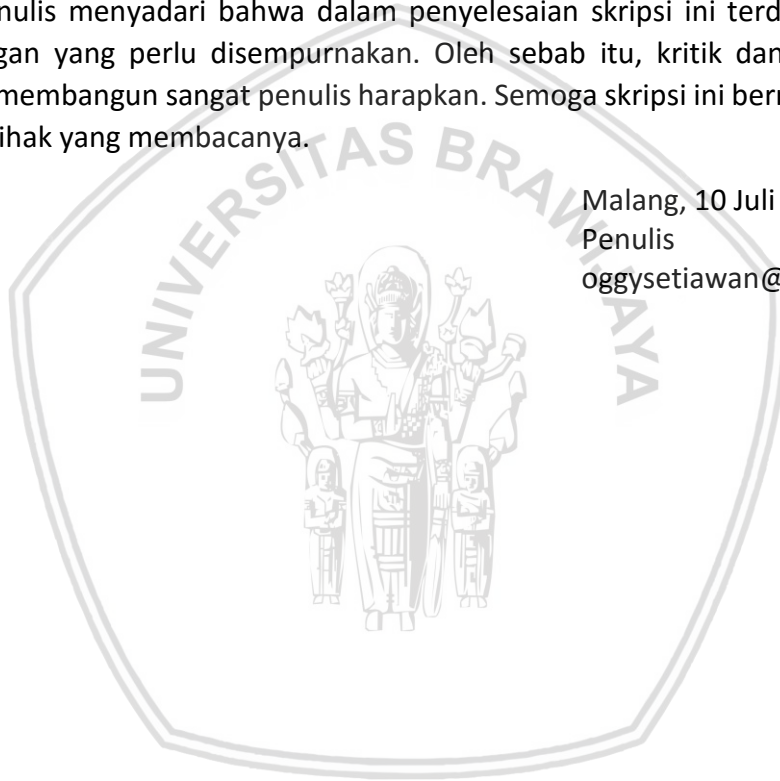 nulis menyadari bahwa dalam penyelesaian skripsi ini terd
gan yang perlu disempurnakan. Oleh sebab itu, kritik dan
membangun sangat penulis harapkan. Semoga skripsi ini ber
ihak yang membacanya.
UNIVERSITAS BRAWIJAYA
Malang, 10 Juli
Penulis
oggysetiawan@